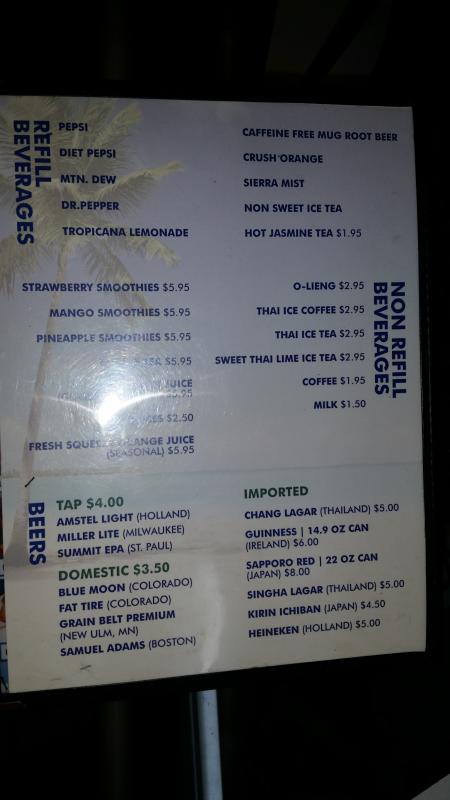 REFILL
BEVERAGES
PEPSI
DIET PEPSI
MTN. DEW
DR.PEPPER
TROPICANA LEMONADE
CAFFEINE FREE MUG ROOT BEER
CRUSH ORANGE
SIERRA MIST
NON SWEET ICE TEA
HOT JASMINE TEA $1.95
STRAWBERRY SMOOTHIES $5.95
MANGO SMOOTHIES $5.95
PINEAPPLE SMOOTHIES $5.95
TEA $5.95
JUICE
$5.95
$2.50
FRESH ORANGE JUICE
(SEASONAL) $5.95
NON REFILL
BEVERAGES
O-LIENG $2.95
THAI ICE COFFEE $2.95
THAI ICE TEA $2.95
SWEET THAI LIME ICE TEA $2.95
COFFEE $1.95
MILK $1.50
BEERS
TAP $4.00
AMSTEL LIGHT (HOLLAND)
MILLER LITE (MILWAUKEE)
SUMMIT EPA (ST. PAUL)
DOMESTIC $3.50
BLUE MOON (COLORADO)
FAT TIRE (COLORADO)
GRAIN BELT PREMIUM
(NEW ULM, MN)
SAMUEL ADAMS (BOSTON)
IMPORTED
CHANG LAGAR (THAILAND) $5.00
GUINNESS | 14.9 OZ CAN
(IRELAND) $6.00
SAPPORO RED | 22 OZ CAN
(JAPAN) $8.00
SINGHA LAGAR (THAILAND) $5.00
KIRIN ICHIBAN (JAPAN) $4.50
HEINEKEN (HOLLAND) $5.00